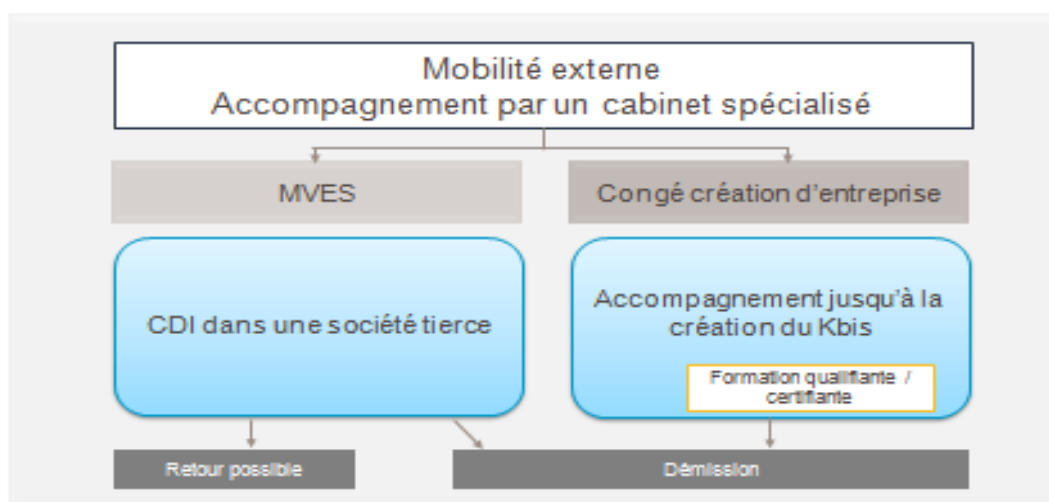 Mobilité externe
Accompagnement par un cabinet spécialisé
MVES
Congé création d'entreprise
CDI dans une société tierce
Accompagnement jusqu'à la
création du Kbis
Formation qualifiante /
certifiante
Retour possible
Démission